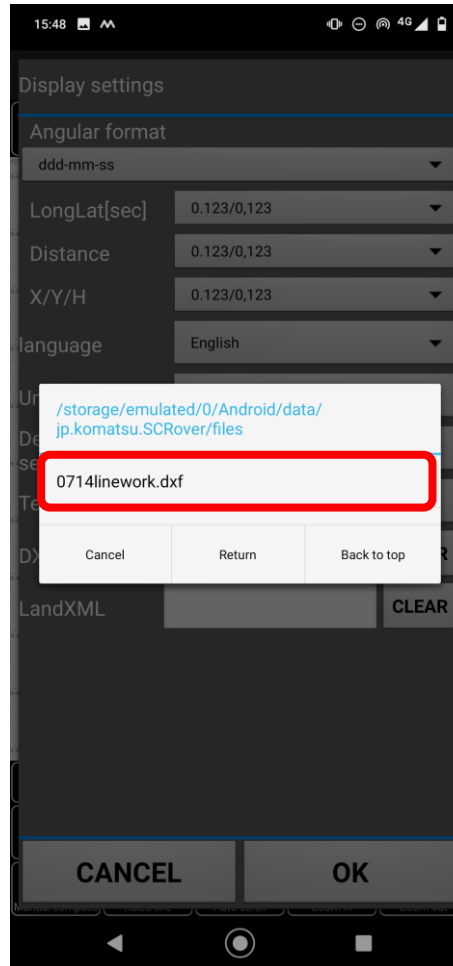 15:48
4G
Display settings
Angular format
ddd-mm-ss
LongLat[sec]
0.123/0,123
Distance
0.123/0,123
X/Y/H
0.123/0,123
language
English
/storage/emulated/0/Android/data/
jp.komatsu.SCRover/files
0714linework.dxf
Cancel
Return
Back to top
LandXML
CLEAR
CANCEL
OK